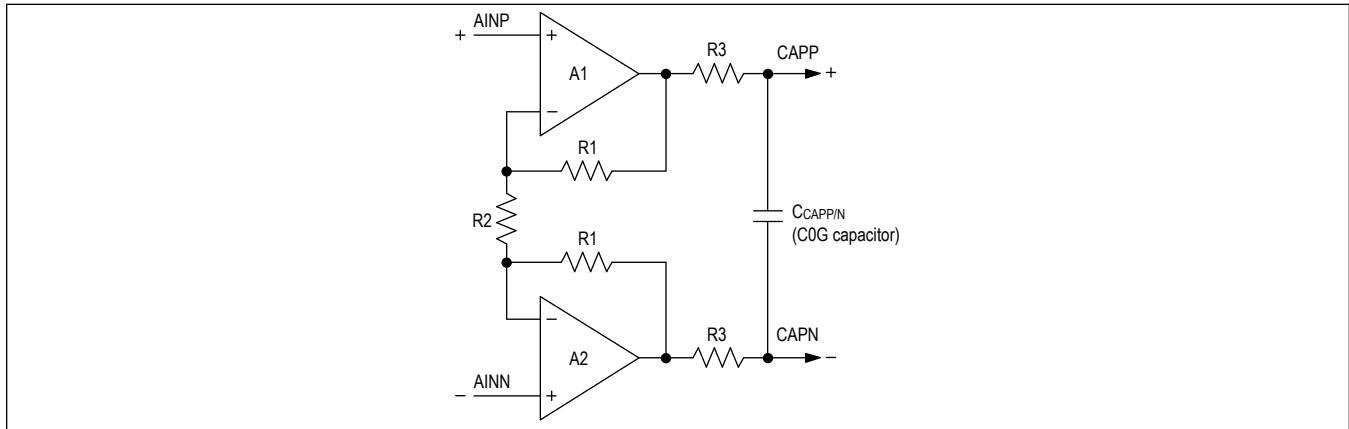 AINP
+
+
A1
−
R3
CAPP
+
R1
R2
CCAPP/N
(C0G capacitor)
R1
−
A2
+
R3
CAPN
−
AINN
−